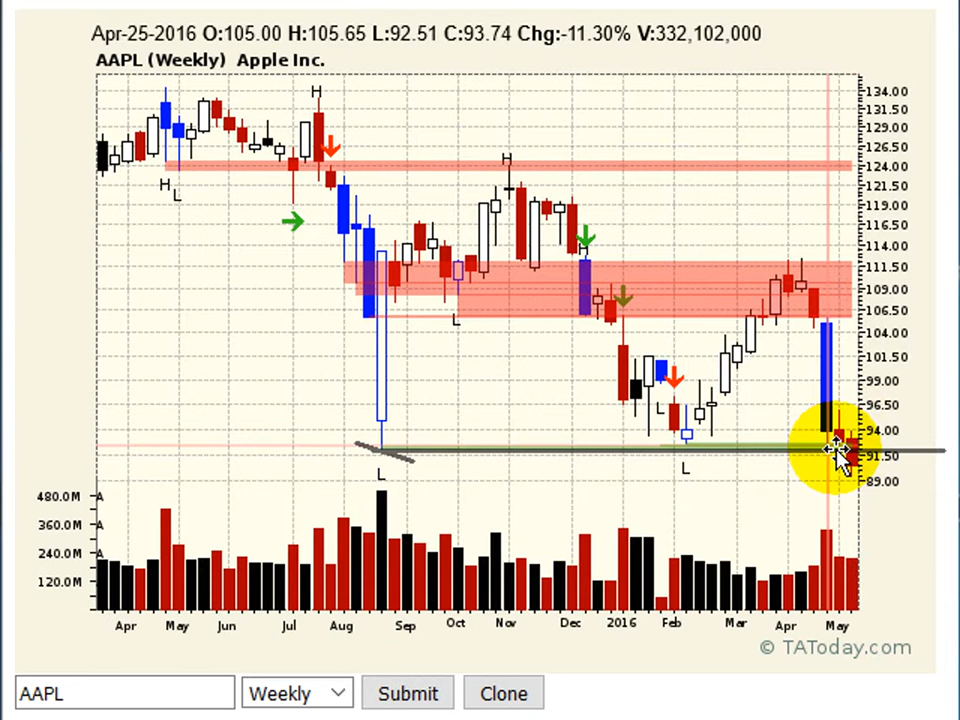 Apr-25-2016 O:105.00 H:105.65 L:92.51 C:93.74 Chg:-11.30% V:332,102,000
AAPL (Weekly) Apple Inc.
134.00
131.50
129.00
126.50
124.00
121.50
119.00
116.50
114.00
111.50
109.00
106.50
104.00
101.50
99.00
96.50
94.00
91.50
89.00
H
H
L
H
H
L
L
L
L
480.0M A
360.0M A
240.0M A
120.0M
Apr May Jun Jul Aug Sep Oct Nov Dec 2016 Feb Mar Apr May
© TAToday.com
AAPL Weekly Submit Clone